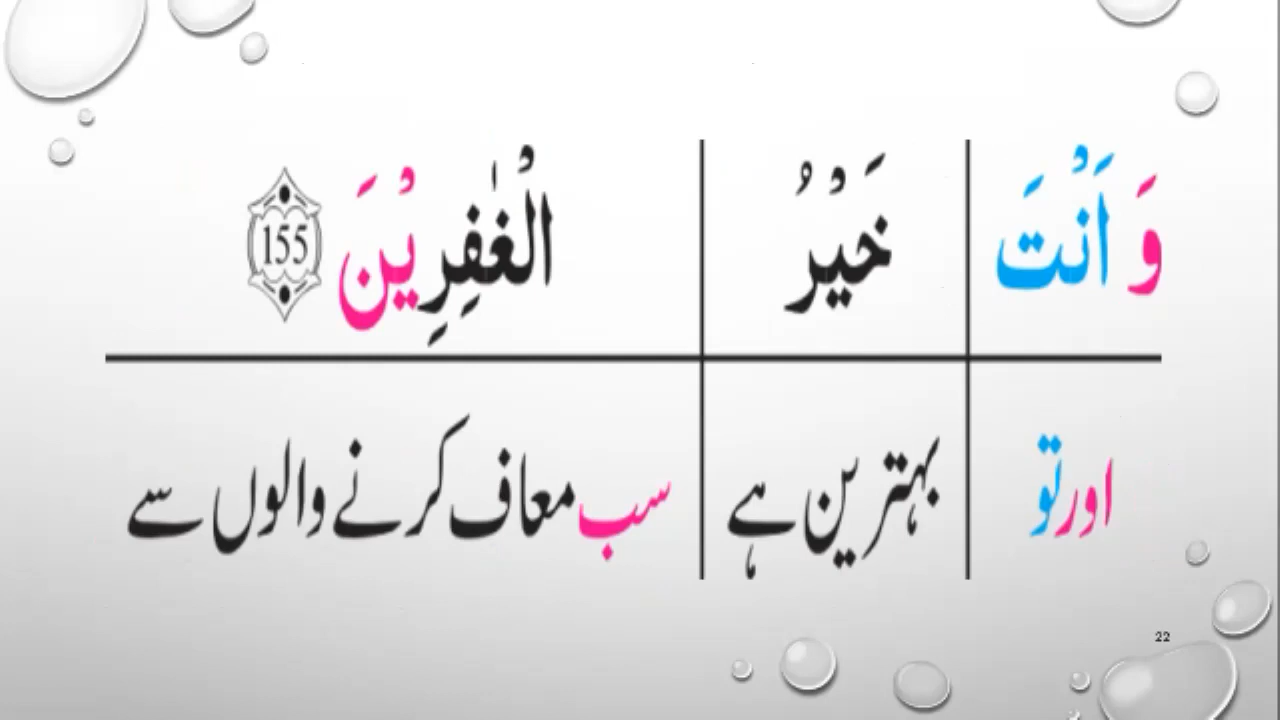 وَ اَنْتَ خَيْرُ الْغٰفِرِيْنَ 155
اور تو بہترین ہے سب معاف کرنے والوں سے
22